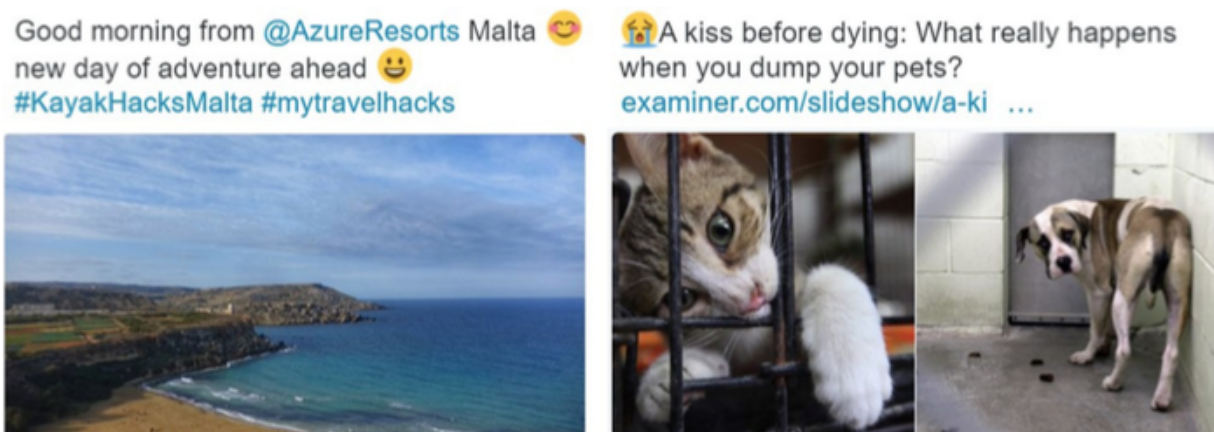 Good morning from @AzureResorts Malta 😊
new day of adventure ahead 😀
#KayakHacksMalta #mytravelhacks
😭A kiss before dying: What really happens
when you dump your pets?
examiner.com/slideshow/a-ki ...